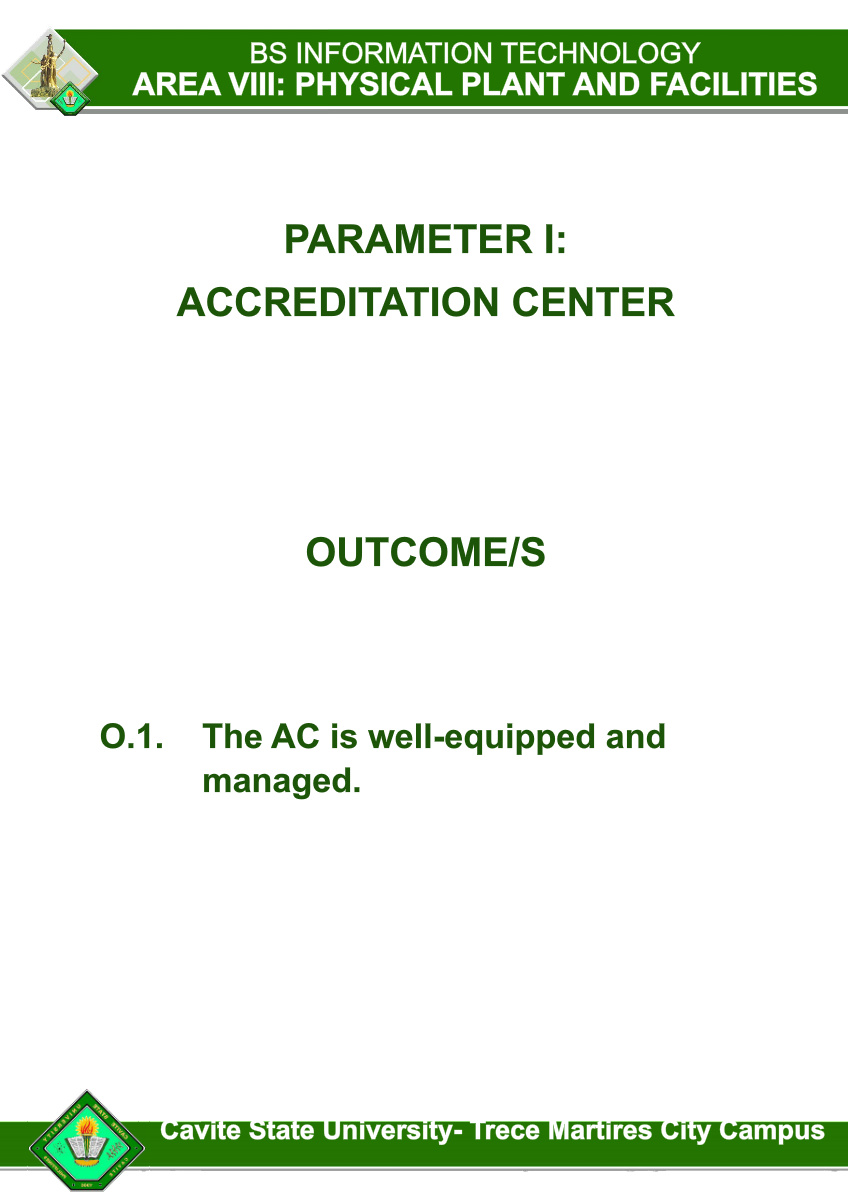 BS INFORMATION TECHNOLOGY
AREA VIII: PHYSICAL PLANT AND FACILITIES
PARAMETER I:
ACCREDITATION CENTER
OUTCOME/S
O.1. The AC is well-equipped and
managed.
Cavite State University- Trece Martires City Campus